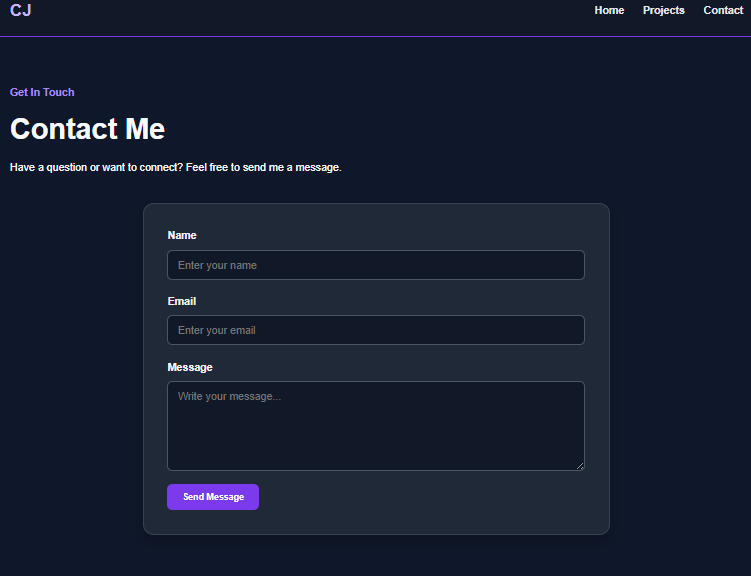 CJ
Home Projects Contact
Get In Touch
Contact Me
Have a question or want to connect? Feel free to send me a message.
Name
Enter your name
Email
Enter your email
Message
Write your message...
Send Message